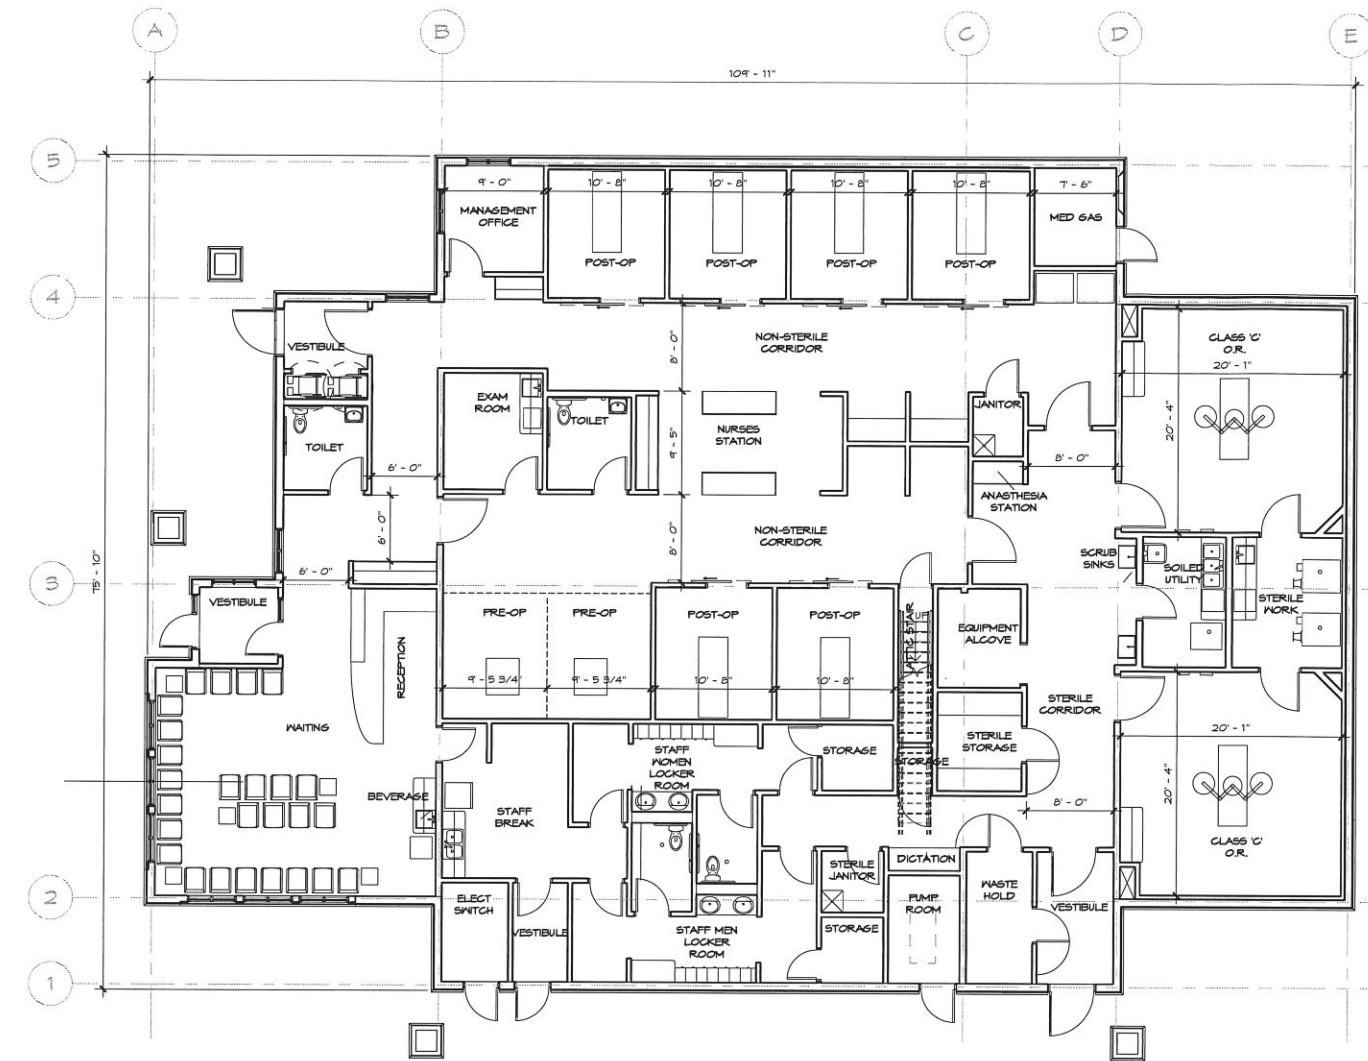 A
B
C
D
E
109' - 11"
5
9' - 0"
10' - 8"
10' - 8"
10' - 8"
10' - 8"
7' - 6"
MANAGEMENT
OFFICE
MED GAS
POST-OP
POST-OP
POST-OP
POST-OP
4
VESTIBULE
8' - 0"
NON-STERILE
CORRIDOR
CLASS 'C'
O.R.
20' - 1"
EXAM
ROOM
TOILET
NURSES
STATION
JANITOR
TOILET
9' - 5"
20' - 4"
6' - 0"
8' - 0"
ANASTHESIA
STATION
6' - 0"
8' - 0"
NON-STERILE
CORRIDOR
75' - 10"
SCRUB
SINKS
SOILED
UTILITY
3
6' - 0"
VESTIBULE
STERILE
WORK
PRE-OP
PRE-OP
POST-OP
POST-OP
UP
ATTIC STAIR
EQUIPMENT
ALCOVE
RECEPTION
9' - 5 3/4"
9' - 5 3/4"
10' - 8"
10' - 8"
STERILE
CORRIDOR
WAITING
20' - 1"
STAFF
WOMEN
LOCKER
ROOM
STORAGE
STORAGE
STERILE
STORAGE
20' - 4"
BEVERAGE
STAFF
BREAK
8' - 0"
CLASS 'C'
O.R.
DICTATION
STERILE
JANITOR
WASTE
HOLD
2
ELECT
SWITCH
PUMP
ROOM
VESTIBULE
VESTIBULE
STAFF MEN
LOCKER
ROOM
STORAGE
1